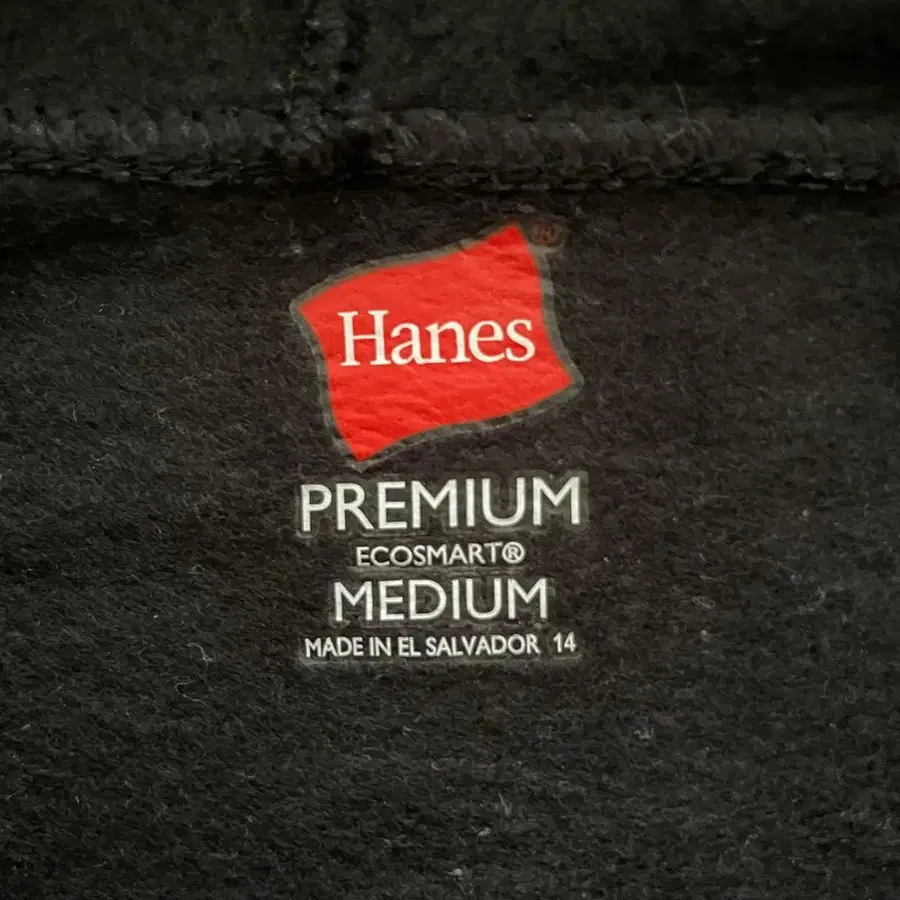 Hanes®
PREMIUM
ECOSMART®
MEDIUM
MADE IN EL SALVADOR 14